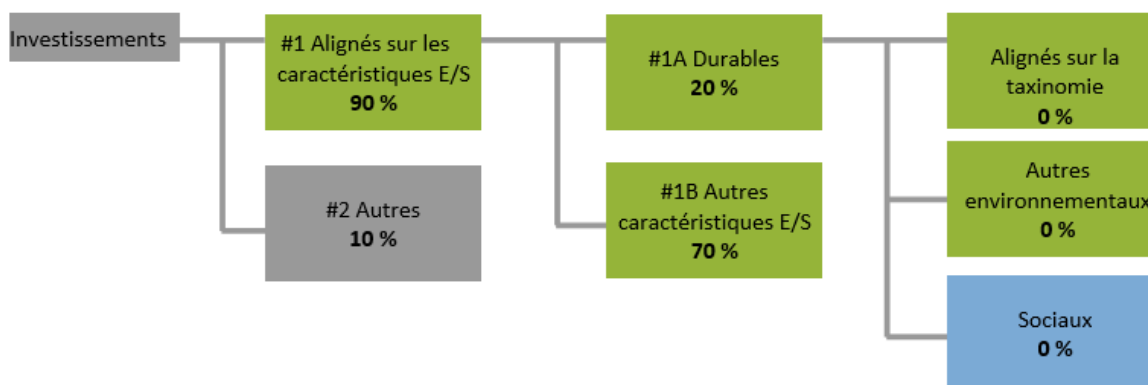 Investissements
#1 Alignés sur les
caractéristiques E/S
90 %
#2 Autres
10 %
#1A Durables
20 %
#1B Autres
caractéristiques E/S
70 %
Alignés sur la
taxinomie
0 %
Autres
environnementaux
0 %
Sociaux
0 %